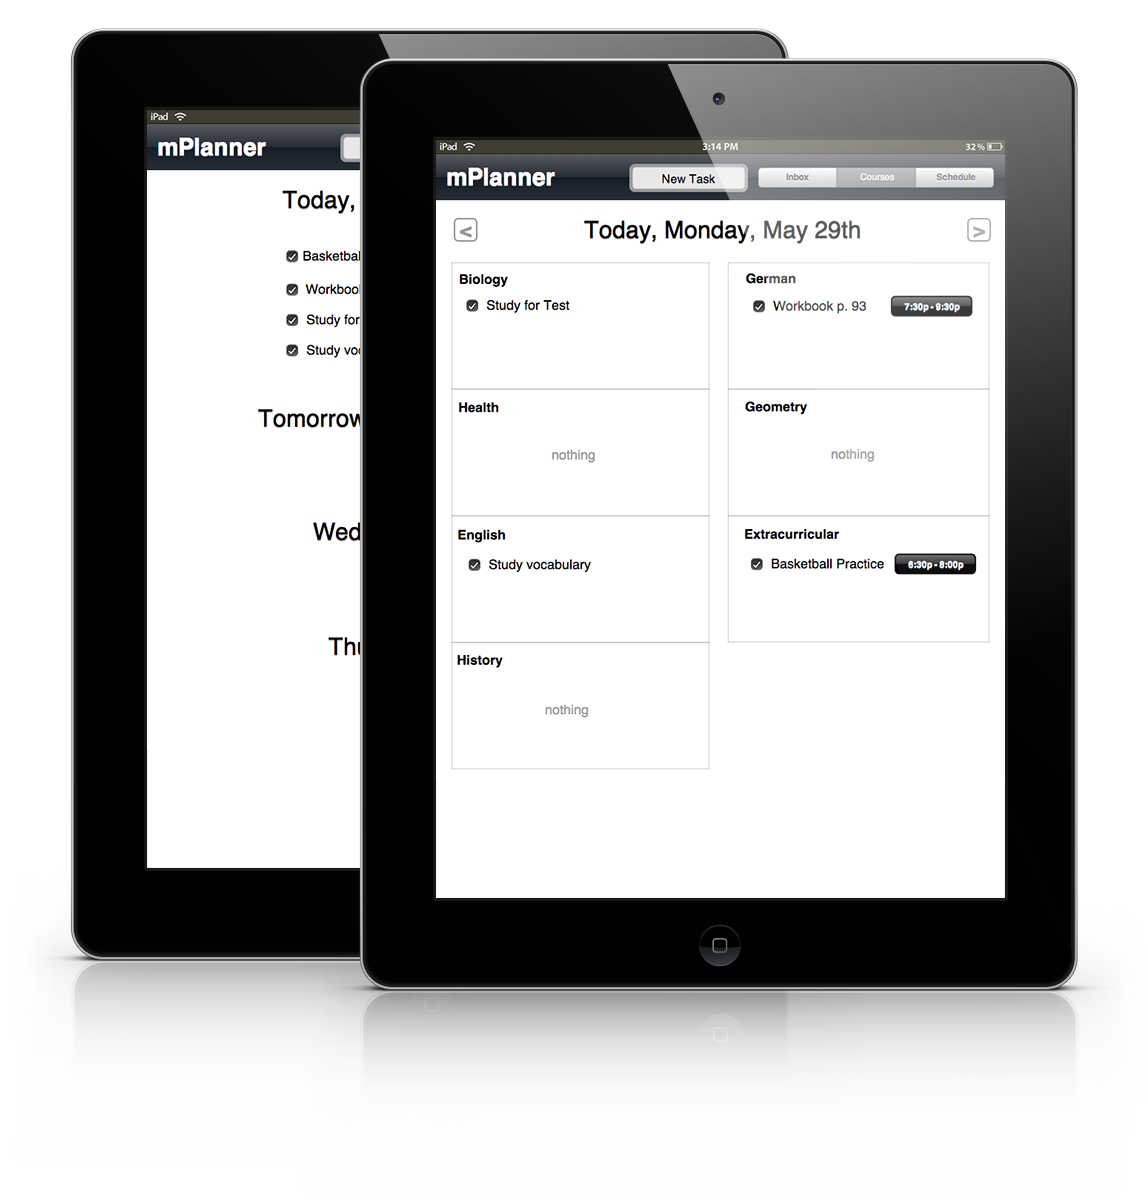 iPad
mPlanner
Today,
Basketbal
Workboo
Study for
Study vo
Tomorrow
Wed
Thu
iPad 3:14 PM 32%
mPlanner New Task Inbox Courses Schedule
< Today, Monday, May 29th >
Biology
Study for Test
German
Workbook p. 93 7:30p - 9:30p
Health
nothing
Geometry
nothing
English
Study vocabulary
Extracurricular
Basketball Practice 6:30p - 8:00p
History
nothing